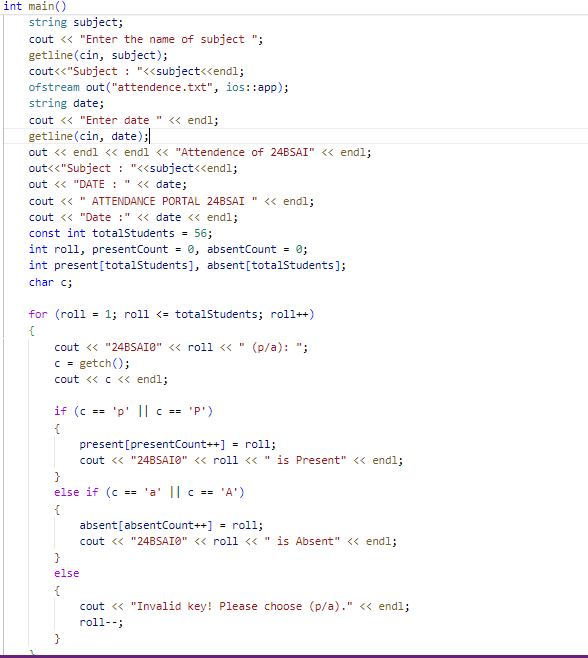 int main()
string subject;
cout << "Enter the name of subject ";
getline(cin, subject);
cout<<"Subject : "<<subject<<endl;
ofstream out("attendence.txt", ios::app);
string date;
cout << "Enter date " << endl;
getline(cin, date);
out << endl << endl << "Attendence of 24BSAI" << endl;
out<<"Subject : "<<subject<<endl;
out << "DATE : " << date;
cout << " ATTENDANCE PORTAL 24BSAI " << endl;
cout << "Date :" << date << endl;
const int totalStudents = 56;
int roll, presentCount = 0, absentCount = 0;
int present[totalStudents], absent[totalStudents];
char c;
for (roll = 1; roll <= totalStudents; roll++)
{
cout << "24BSAI0" << roll << " (p/a): ";
c = getch();
cout << c << endl;
if (c == 'p' || c == 'P')
{
present[presentCount++] = roll;
cout << "24BSAI0" << roll << " is Present" << endl;
}
else if (c == 'a' || c == 'A')
{
absent[absentCount++] = roll;
cout << "24BSAI0" << roll << " is Absent" << endl;
}
else
{
cout << "Invalid key! Please choose (p/a)." << endl;
roll--;
}